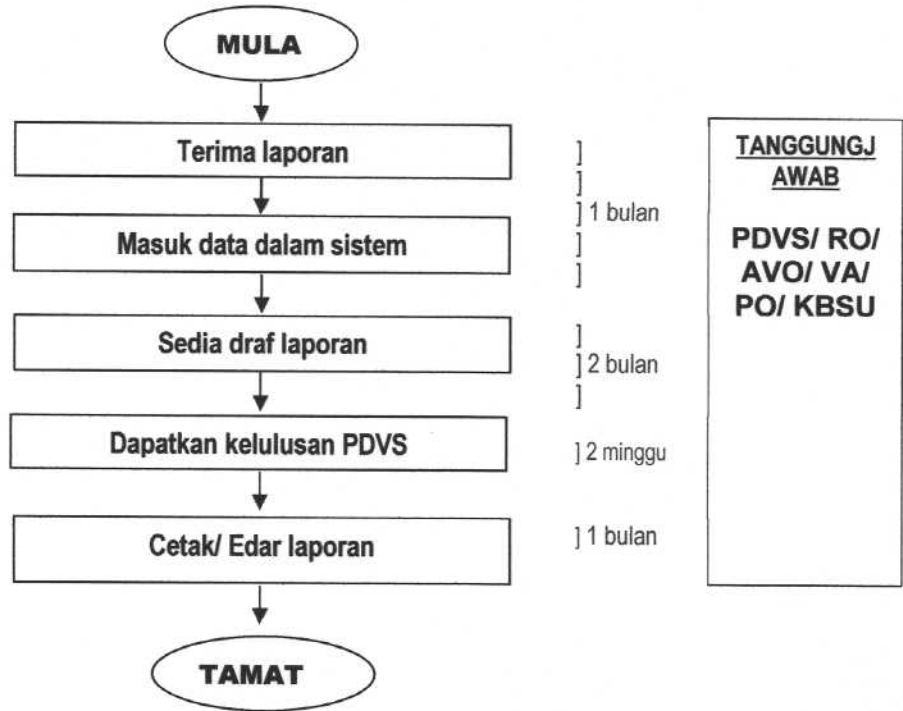 MULA
Terima laporan
]
]
] 1 bulan
Masuk data dalam sistem
]
]
Sedia draf laporan
]
] 2 bulan
]
Dapatkan kelulusan PDVS
] 2 minggu
Cetak/ Edar laporan
] 1 bulan
TAMAT
TANGGUNGJ
AWAB
PDVS/ RO/
AVO/ VA/
PO/ KBSU